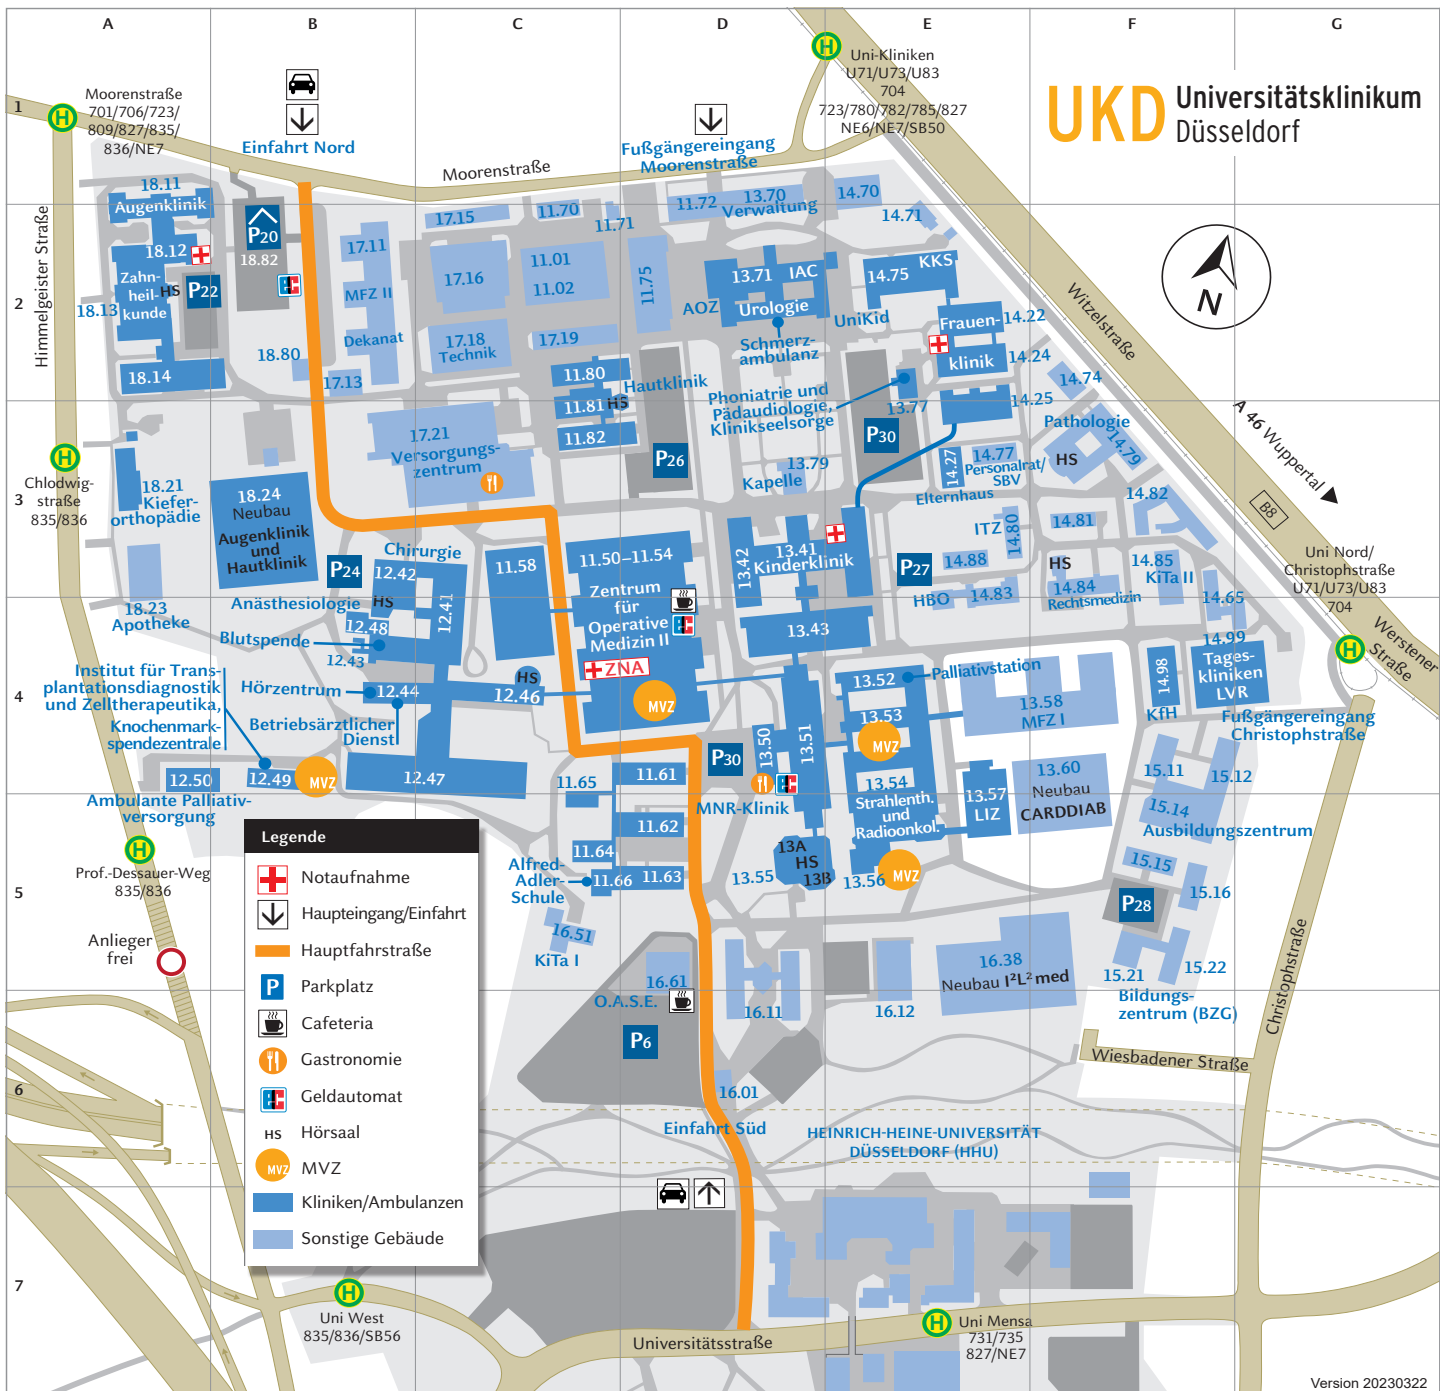 A
B
C
D
E
F
G
1
2
3
4
5
6
7
UKD Universitätsklinikum
Düsseldorf
Moorenstraße
701/706/723/
809/827/835/
836/NE7
Einfahrt Nord
Fußgängereingang
Moorenstraße
Uni-Kliniken
U71/U73/U83
704
723/780/782/785/827
NE6/NE7/SB50
Moorenstraße
Himmelgeister Straße
18.11
Augenklinik
18.12
Zahn-
heil-
kunde
HS
P22
18.13
18.14
P20
18.82
18.80
17.11
MFZ II
Dekanat
17.13
17.15
17.16
17.18
Technik
11.70
11.71
11.01
11.02
17.19
11.75
11.72
13.70
Verwaltung
14.70
14.71
AOZ
13.71
IAC
Urologie
Schmerz-
ambulanz
14.75
KKS
UniKid
Frauen-
klinik
14.22
14.24
14.25
14.74
Witzelstraße
N
11.80
11.81
HS
11.82
Hautklinik
P26
Phoniatrie und
Pädaudiologie,
Klinikseelsorge
13.77
P30
13.79
Kapelle
14.27
14.77
Personalrat/
SBV
Elternhaus
Pathologie
HS
14.79
14.82
A 46 Wuppertal
B8
Chlodwig-
straße
835/836
18.21
Kiefer-
orthopädie
18.24
Neubau
Augenklinik
und
Hautklinik
17.21
Versorgungs-
zentrum
18.23
Apotheke
P24
Chirurgie
12.42
HS
12.41
Anästhesiologie
12.48
Blutspende
12.43
Hörzentrum
12.44
Betriebsärztlicher
Dienst
Institut für Trans-
plantationsdiagnostik
und Zelltherapeutika,
Knochenmark-
spendezentrale
12.50
12.49
MVZ
12.47
Ambulante Palliativ-
versorgung
11.58
HS
12.46
11.50–11.54
Zentrum
für
Operative
Medizin II
ZNA
MVZ
13.42
13.41
Kinderklinik
13.43
P27
ITZ
14.80
14.88
HBO
14.83
14.81
HS
14.84
Rechtsmedizin
14.85
KiTa II
14.65
Uni Nord/
Christophstraße
U71/U73/U83
704
Werstener
Straße
14.99
Tages-
kliniken
LVR
14.98
KfH
Fußgängereingang
Christophstraße
13.52
Palliativstation
13.53
MVZ
13.58
MFZ I
13.50
13.51
P30
MNR-Klinik
13.54
Strahlenth.
und
Radioonkol.
13.57
LIZ
13.60
Neubau
CARDDIAB
13A
HS
13B
13.55
13.56
MVZ
11.65
11.61
11.62
11.64
11.66
11.63
Alfred-
Adler-
Schule
16.51
KiTa I
15.11
15.12
15.14
Ausbildungszentrum
15.15
15.16
P28
15.21
15.22
Bildungs-
zentrum (BZG)
16.38
Neubau I²L² med
16.61
O.A.S.E.
P6
16.11
16.12
16.01
Einfahrt Süd
Wiesbadener Straße
Christophstraße
HEINRICH-HEINE-UNIVERSITÄT
DÜSSELDORF (HHU)
Prof.-Dessauer-Weg
835/836
Anlieger
frei
Legende
Notaufnahme
Haupteingang/Einfahrt
Hauptfahrstraße
P Parkplatz
Cafeteria
Gastronomie
Geldautomat
HS Hörsaal
MVZ MVZ
Kliniken/Ambulanzen
Sonstige Gebäude
Uni West
835/836/SB56
Universitätsstraße
Uni Mensa
731/735
827/NE7
Version 20230322